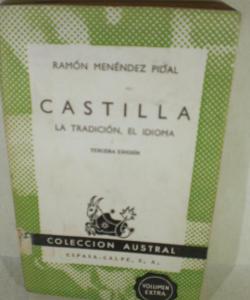 RAMÓN MENÉNDEZ PIDAL
CASTILLA
LA TRADICIÓN, EL IDIOMA
TERCERA EDICIÓN
COLECCION AUSTRAL
ESPASA-CALPE, S. A.
VOLUMEN
EXTRA